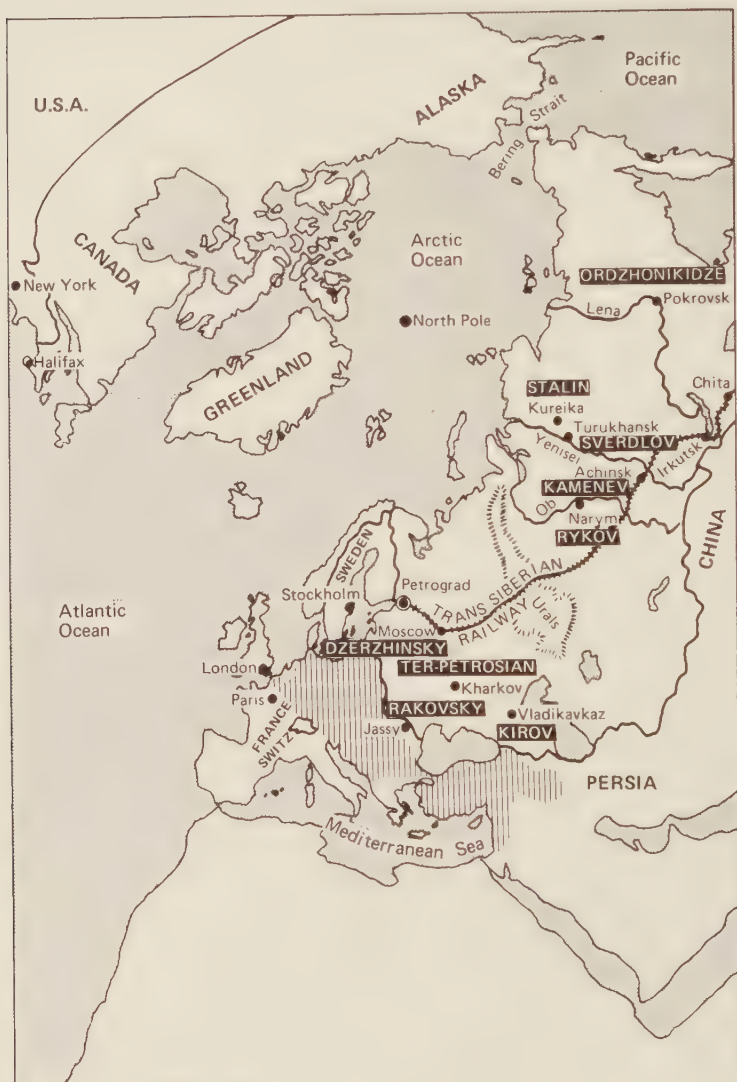 Pacific
Ocean
U.S.A.
ALASKA
Bering Strait
CANADA
Arctic
Ocean
ORDZHONIKIDZE
New York
Lena
Pokrovsk
North Pole
Halifax
GREENLAND
STALIN
Chita
Kureika
Turukhansk
SVERDLOV
Yenisei
Irkutsk
Achinsk
KAMENEV
Ob
Narym
RYKOV
CHINA
SWEDEN
Stockholm
Petrograd
TRANS SIBERIAN
RAILWAY
Urals
Atlantic
Ocean
Moscow
DZERZHINSKY
London
TER-PETROSIAN
Kharkov
Paris
RAKOVSKY
FRANCE
SWITZ
Jassy
Vladikavkaz
KIROV
PERSIA
Mediterranean Sea